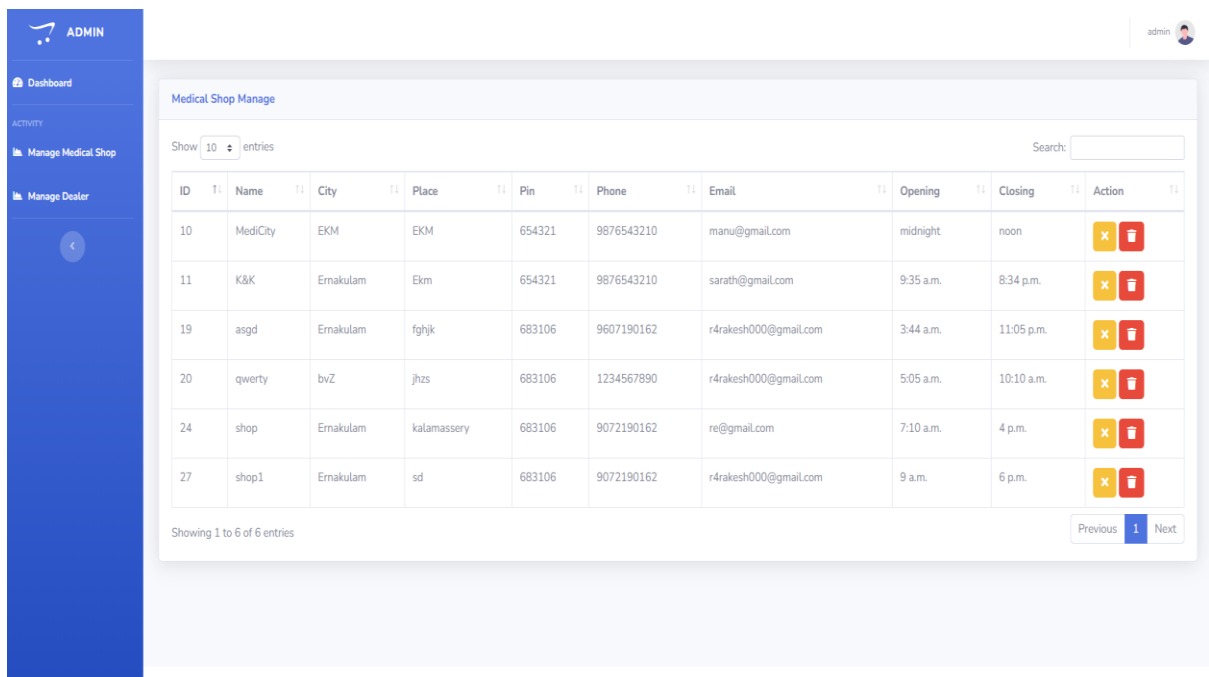 ADMIN
admin
Dashboard
ACTIVITY
Manage Medical Shop
Manage Dealer
Medical Shop Manage
Show 10 entries Search:
ID Name City Place Pin Phone Email Opening Closing Action
10 MediCity EKM EKM 654321 9876543210 manu@gmail.com midnight noon
11 K&K Ernakulam Ekm 654321 9876543210 sarath@gmail.com 9:35 a.m. 8:34 p.m.
19 asgd Ernakulam fghjk 683106 9607190162 r4rakesh000@gmail.com 3:44 a.m. 11:05 p.m.
20 qwerty bvZ jhzs 683106 1234567890 r4rakesh000@gmail.com 5:05 a.m. 10:10 a.m.
24 shop Ernakulam kalamassery 683106 9072190162 re@gmail.com 7:10 a.m. 4 p.m.
27 shop1 Ernakulam sd 683106 9072190162 r4rakesh000@gmail.com 9 a.m. 6 p.m.
Showing 1 to 6 of 6 entries
Previous 1 Next